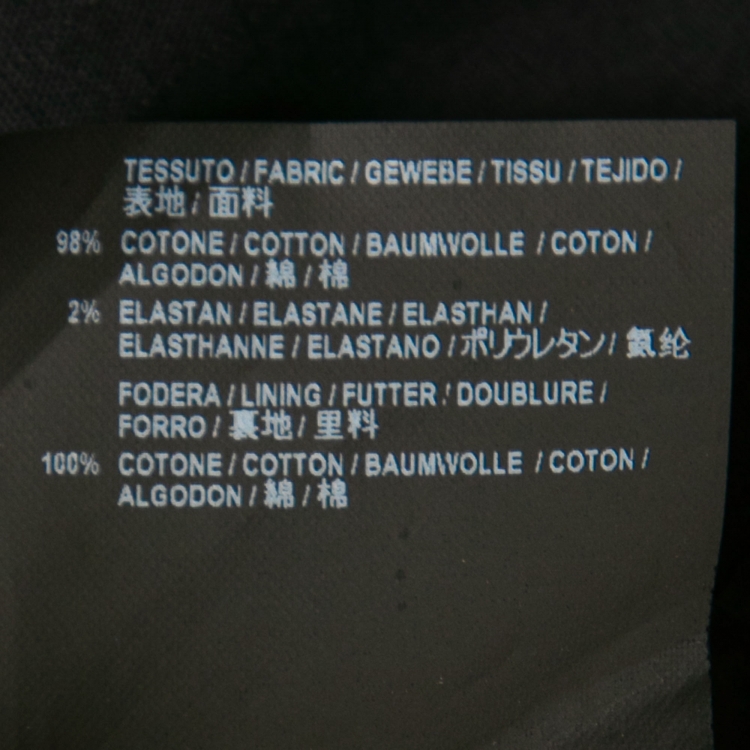 TESSUTO / FABRIC / GEWEBE / TISSU / TEJIDO /
表地 / 面料
98% COTONE / COTTON / BAUMWOLLE / COTON /
ALGODON / 綿 / 棉
2% ELASTAN / ELASTANE / ELASTHAN /
ELASTHANNE / ELASTANO / ポリウレタン / 氨纶
FODERA / LINING / FUTTER / DOUBLURE /
FORRO / 裏地 / 里料
100% COTONE / COTTON / BAUMWOLLE / COTON /
ALGODON / 綿 / 棉